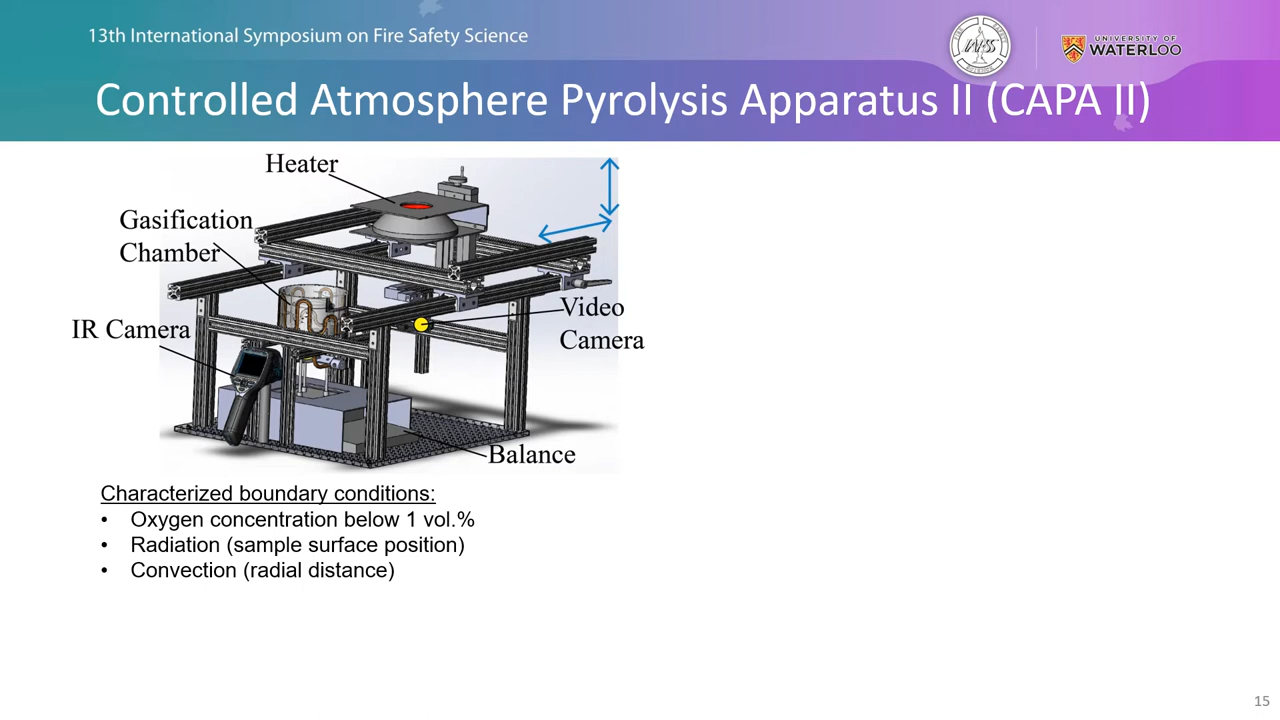 13th International Symposium on Fire Safety Science
UNIVERSITY OF
WATERLOO
Controlled Atmosphere Pyrolysis Apparatus II (CAPA II)
Heater
Gasification
Chamber
IR Camera
Video
Camera
Balance
Characterized boundary conditions:
• Oxygen concentration below 1 vol.%
• Radiation (sample surface position)
• Convection (radial distance)
15